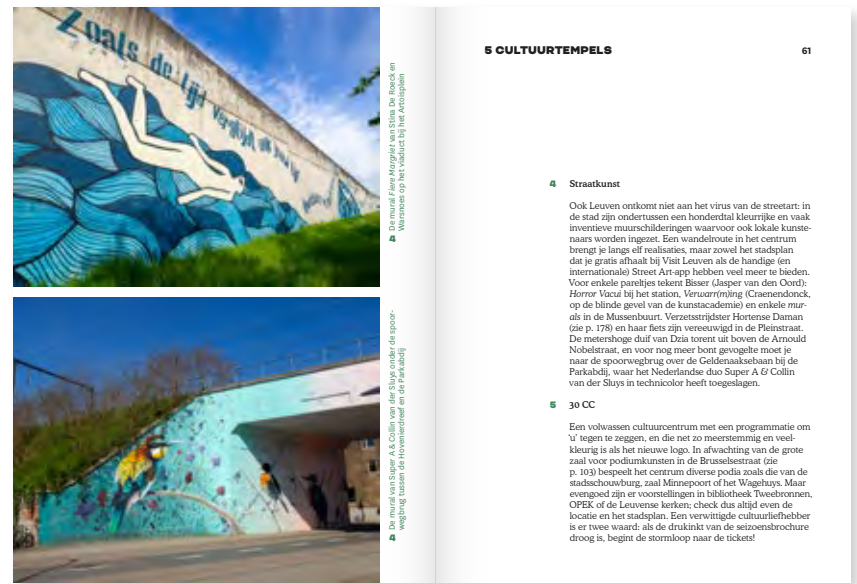 Zoals de tijd
De mural Fiere Margriet van Stina De Roeck en
Warsnoes op het viaduct bij het Artoisplein
4
De mural van Super A & Collin van der Sluys onder de spoor-
wegbrug tussen de Hovenierdreef en de Parkabdij
4
5 CULTUURTEMPELS
61
4 Straatkunst
Ook Leuven ontkomt niet aan het virus van de streetart: in
de stad zijn ondertussen een honderdtal kleurrijke en vaak
inventieve muurschilderingen waarvoor ook lokale kunste-
naars worden ingezet. Een wandelroute in het centrum
brengt je langs elf realisaties, maar zowel het stadsplan
dat je gratis afhaalt bij Visit Leuven als de handige (en
internationale) Street Art-app hebben veel meer te bieden.
Voor enkele pareltjes tekent Bisser (Jasper van den Oord):
Horror Vacui bij het station, Verwarr(m)ing (Craenendonck,
op de blinde gevel van de kunstacademie) en enkele mur-
als in de Mussenbuurt. Verzetsstrijdster Hortense Daman
(zie p. 178) en haar fiets zijn vereeuwigd in de Pleinstraat.
De metershoge duif van Dzia torent uit boven de Arnould
Nobelstraat, en voor nog meer bont gevogelte moet je
naar de spoorwegbrug over de Geldenaaksebaan bij de
Parkabdij, waar het Nederlandse duo Super A & Collin
van der Sluys in technicolor heeft toegeslagen.
5 30 CC
Een volwassen cultuurcentrum met een programmatie om
‘u’ tegen te zeggen, en die net zo meerstemmig en veel-
kleurig is als het nieuwe logo. In afwachting van de grote
zaal voor podiumkunsten in de Brusselsestraat (zie
p. 103) bespeelt het centrum diverse podia zoals die van de
stadsschouwburg, zaal Minnepoort of het Wagehuys. Maar
evengoed zijn er voorstellingen in bibliotheek Tweebronnen,
OPEK of de Leuvense kerken; check dus altijd even de
locatie en het stadsplan. Een verwittigde cultuurliefhebber
is er twee waard: als de drukinkt van de seizoensbrochure
droog is, begint de stormloop naar de tickets!